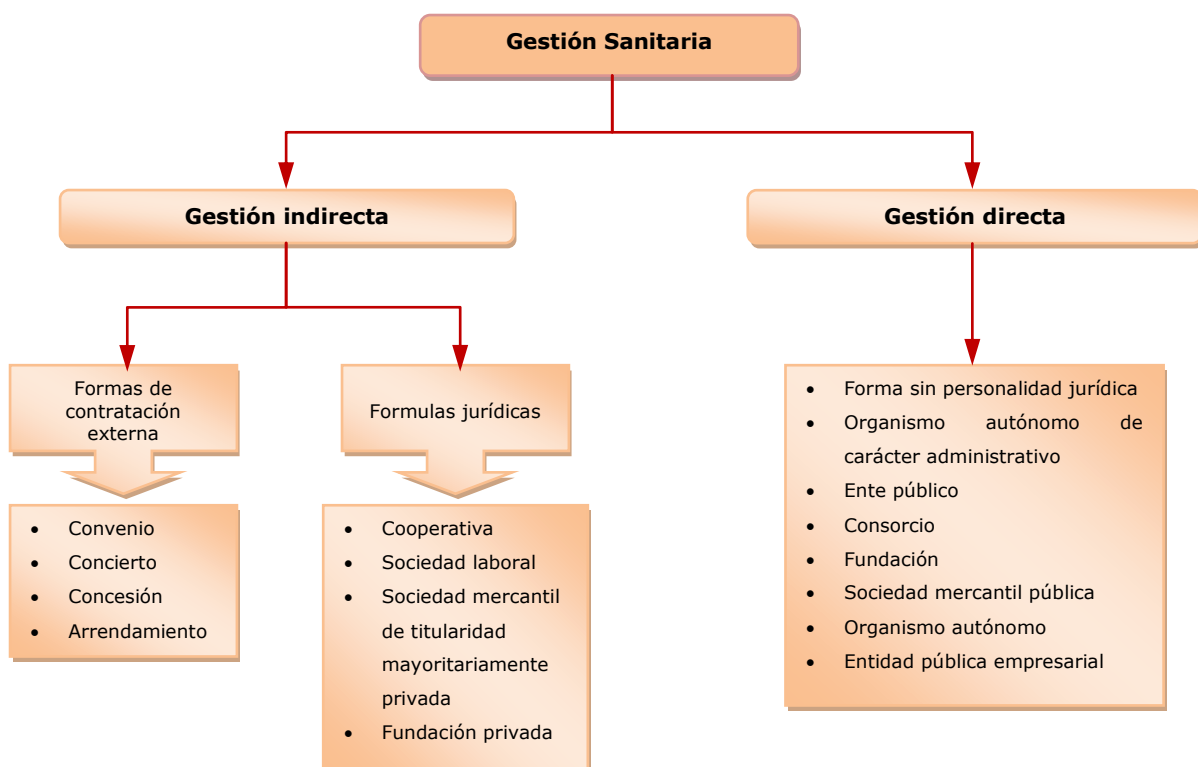 Gestión Sanitaria
Gestión indirecta
Gestión directa
Formas de
contratación
externa
Formulas jurídicas
• Convenio
• Concierto
• Concesión
• Arrendamiento
• Cooperativa
• Sociedad laboral
• Sociedad mercantil
de titularidad
mayoritariamente
privada
• Fundación privada
• Forma sin personalidad jurídica
• Organismo autónomo de
carácter administrativo
• Ente público
• Consorcio
• Fundación
• Sociedad mercantil pública
• Organismo autónomo
• Entidad pública empresarial